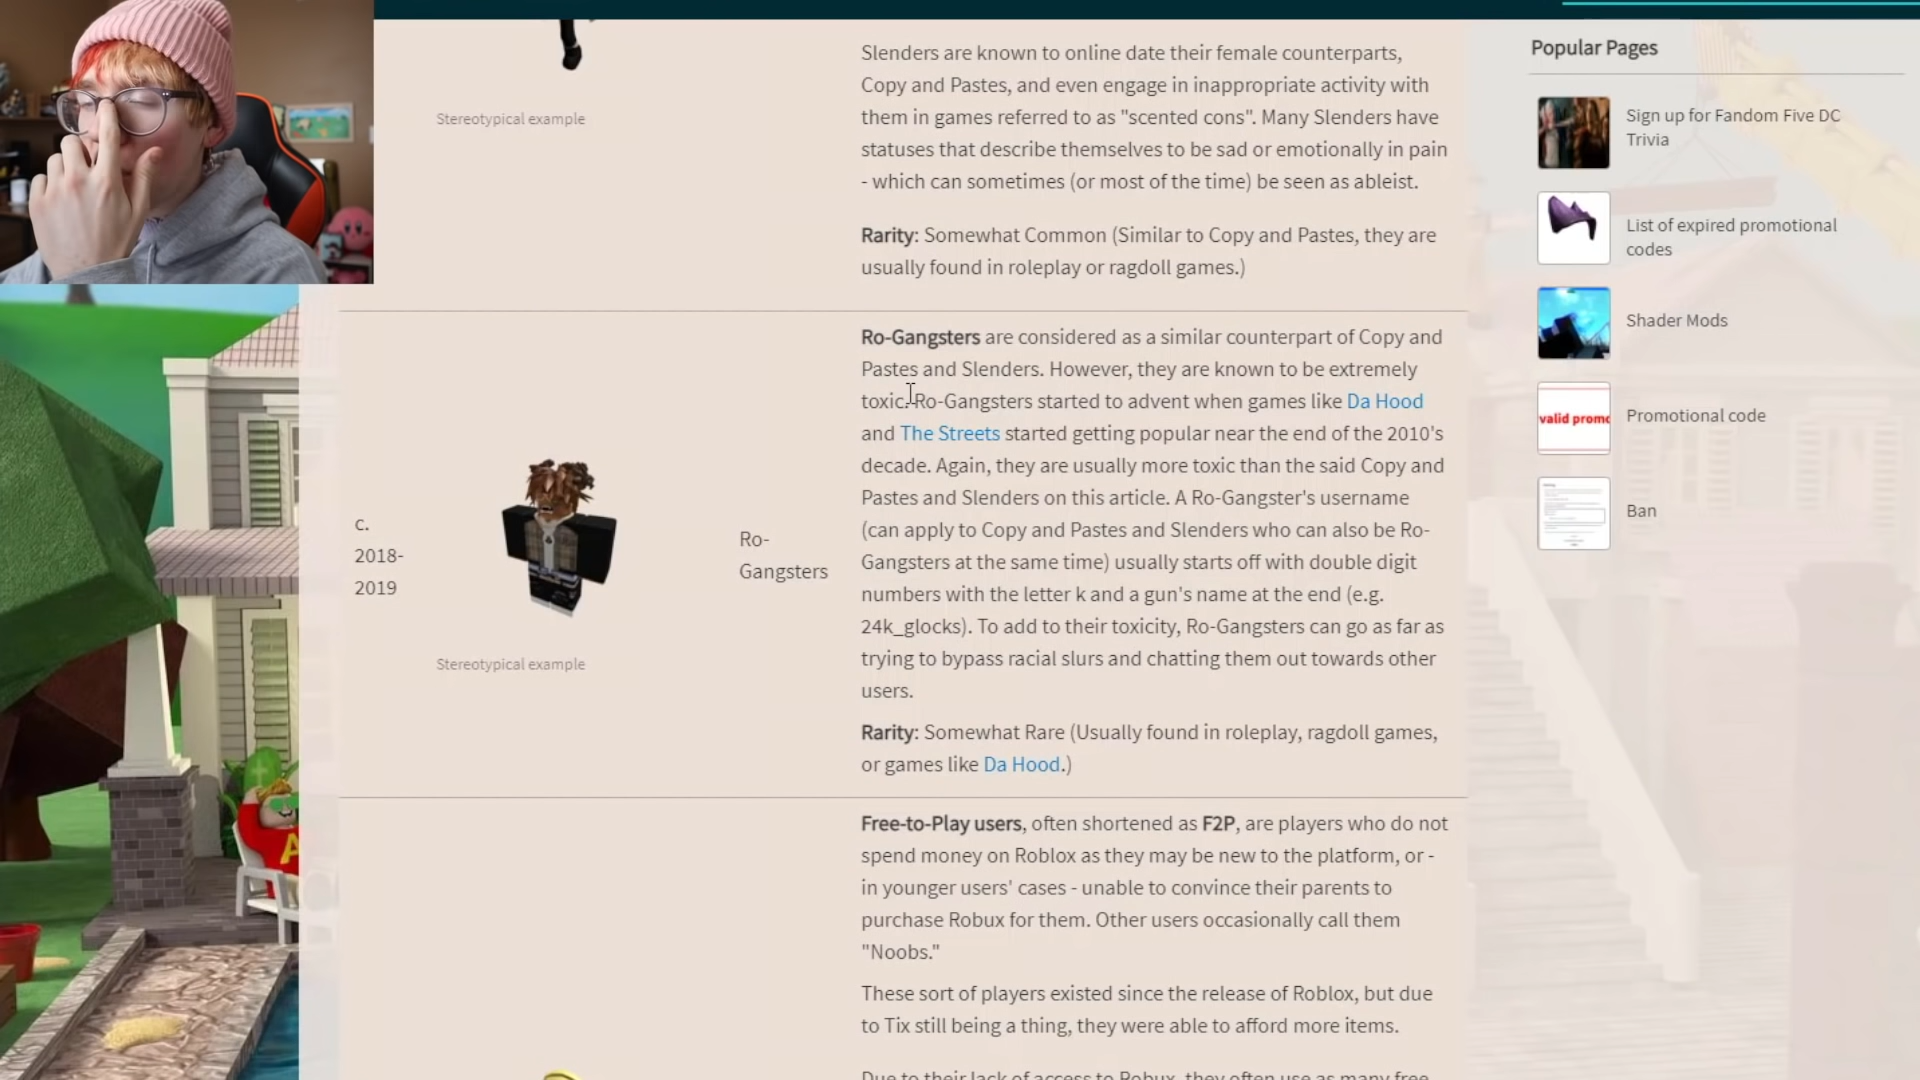 Slenders are known to online date their female counterparts,
Copy and Pastes, and even engage in inappropriate activity with
them in games referred to as "scented cons". Many Slenders have
statuses that describe themselves to be sad or emotionally in pain
- which can sometimes (or most of the time) be seen as ableist.
Stereotypical example
Rarity: Somewhat Common (Similar to Copy and Pastes, they are
usually found in roleplay or ragdoll games.)
c.
2018-
2019
Stereotypical example
Ro-
Gangsters
Ro-Gangsters are considered as a similar counterpart of Copy and
Pastes and Slenders. However, they are known to be extremely
toxic. Ro-Gangsters started to advent when games like Da Hood
and The Streets started getting popular near the end of the 2010's
decade. Again, they are usually more toxic than the said Copy and
Pastes and Slenders on this article. A Ro-Gangster's username
(can apply to Copy and Pastes and Slenders who can also be Ro-
Gangsters at the same time) usually starts off with double digit
numbers with the letter k and a gun's name at the end (e.g.
24k_glocks). To add to their toxicity, Ro-Gangsters can go as far as
trying to bypass racial slurs and chatting them out towards other
users.
Rarity: Somewhat Rare (Usually found in roleplay, ragdoll games,
or games like Da Hood.)
Free-to-Play users, often shortened as F2P, are players who do not
spend money on Roblox as they may be new to the platform, or -
in younger users' cases - unable to convince their parents to
purchase Robux for them. Other users occasionally call them
"Noobs."
These sort of players existed since the release of Roblox, but due
to Tix still being a thing, they were able to afford more items.
Due to their lack of access to Robux, they often use as many free
Popular Pages
Sign up for Fandom Five DC
Trivia
List of expired promotional
codes
Shader Mods
valid promo
Promotional code
Ban
A